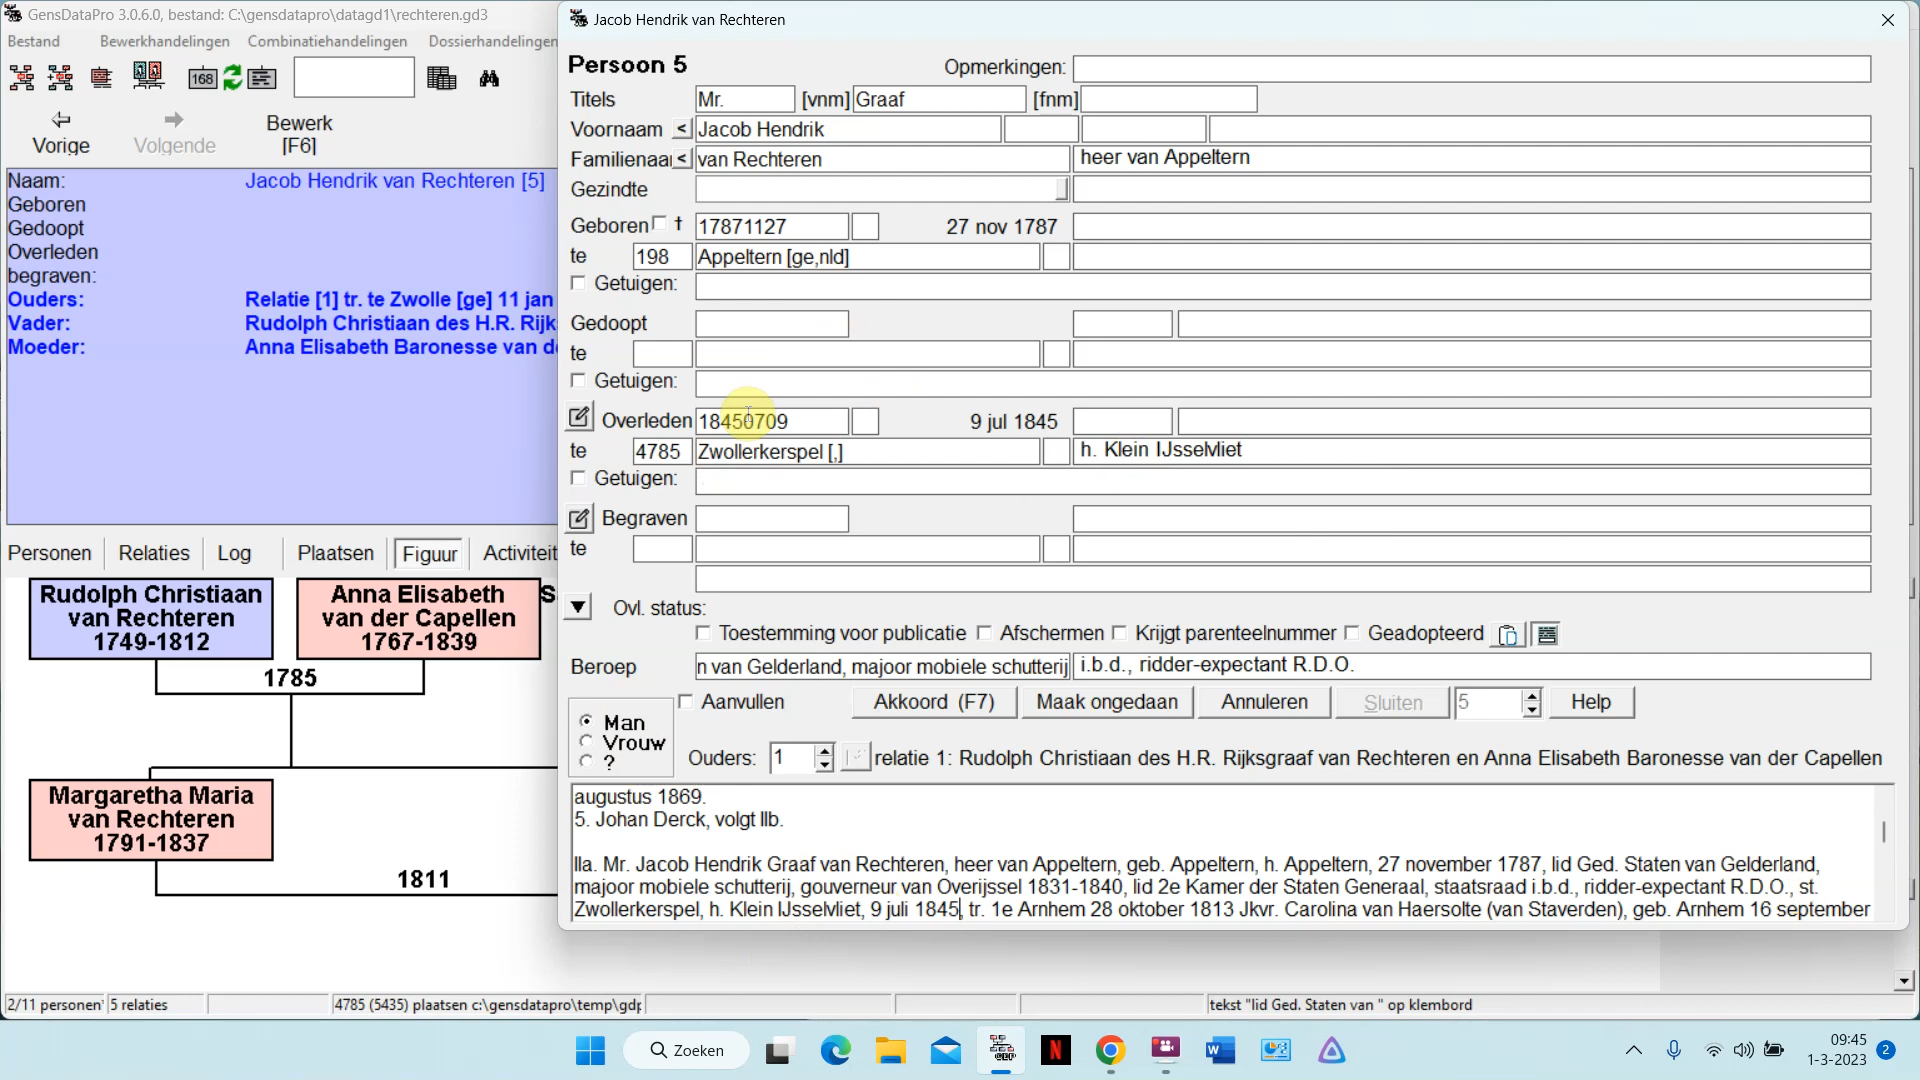 GensDataPro 3.0.6.0, bestand: C:\gensdatapro\datagd1\rechteren.gd3
Bestand Bewerkhandelingen Combinatiehandelingen Dossierhandelingen
168
Vorige Volgende Bewerk
[F6]
Naam: Jacob Hendrik van Rechteren [5]
Geboren
Gedoopt
Overleden
begraven:
Ouders: Relatie [1] tr. te Zwolle [ge] 11 jan
Vader: Rudolph Christiaan des H.R. Rijks
Moeder: Anna Elisabeth Baronesse van de
Personen Relaties Log Plaatsen Figuur Activiteit
Rudolph Christiaan
van Rechteren
1749-1812
Anna Elisabeth
van der Capellen
1767-1839
S
1785
Margaretha Maria
van Rechteren
1791-1837
1811
2/11 personen 5 relaties 4785 (5435) plaatsen c:\gensdatapro\temp\gdp tekst "lid Ged. Staten van " op klembord
Jacob Hendrik van Rechteren
Persoon 5 Opmerkingen:
Titels Mr. [vnm] Graaf [fnm]
Voornaam < Jacob Hendrik
Familienaa < van Rechteren heer van Appeltern
Gezindte
Geboren † 17871127 27 nov 1787
te 198 Appeltern [ge,nld]
Getuigen:
Gedoopt
te
Getuigen:
Overleden 18450709 9 jul 1845
te 4785 Zwollerkerspel [,] h. Klein IJsselvliet
Getuigen:
Begraven
te
Ovl. status:
Toestemming voor publicatie Afschermen Krijgt parenteelnummer Geadopteerd
Beroep n van Gelderland, majoor mobiele schutterij i.b.d., ridder-expectant R.D.O.
Aanvullen Akkoord (F7) Maak ongedaan Annuleren Sluiten 5 Help
Man
Vrouw
?
Ouders: 1 relatie 1: Rudolph Christiaan des H.R. Rijksgraaf van Rechteren en Anna Elisabeth Baronesse van der Capellen
augustus 1869.
5. Johan Derck, volgt IIb.
IIa. Mr. Jacob Hendrik Graaf van Rechteren, heer van Appeltern, geb. Appeltern, h. Appeltern, 27 november 1787, lid Ged. Staten van Gelderland,
majoor mobiele schutterij, gouverneur van Overijssel 1831-1840, lid 2e Kamer der Staten Generaal, staatsraad i.b.d., ridder-expectant R.D.O., st.
Zwollerkerspel, h. Klein IJsselvliet, 9 juli 1845, tr. 1e Arnhem 28 oktober 1813 Jkvr. Carolina van Haersolte (van Staverden), geb. Arnhem 16 september
Zoeken
09:45
1-3-2023
2